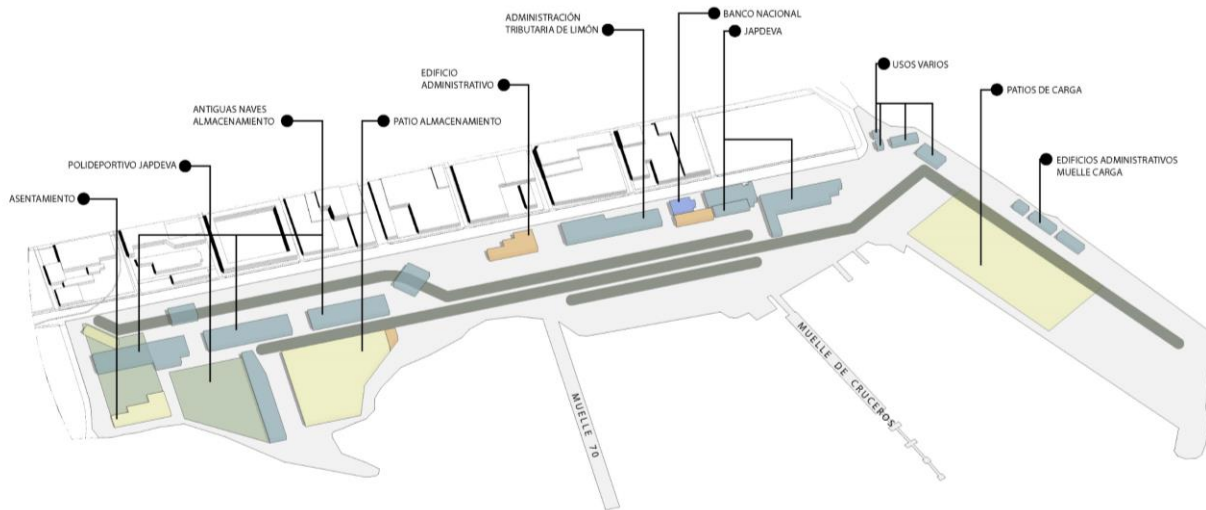 ADMINISTRACIÓN
TRIBUTARIA DE LIMÓN
BANCO NACIONAL
JAPDEVA
USOS VARIOS
EDIFICIO
ADMINISTRATIVO
PATIOS DE CARGA
ANTIGUAS NAVES
ALMACENAMIENTO
PATIO ALMACENAMIENTO
POLIDEPORTIVO JAPDEVA
EDIFICIOS ADMINISTRATIVOS
MUELLE CARGA
ASENTAMIENTO
MUELLE 70
MUELLE DE CRUCEROS